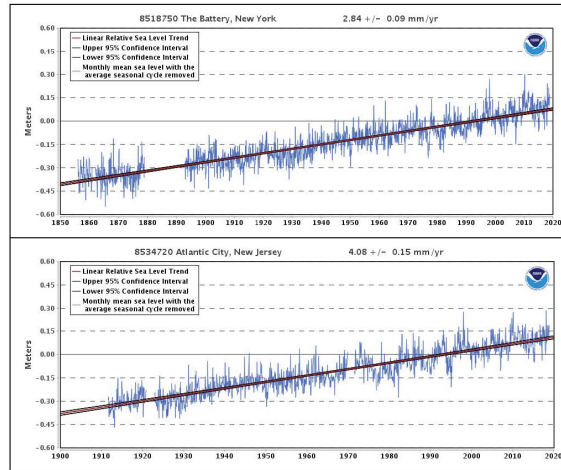 8518750 The Battery, New York 2.84 +/- 0.09 mm/yr
0.60
0.45
0.30
0.15
0.00
-0.15
-0.30
-0.45
-0.60
Meters
Linear Relative Sea Level Trend
Upper 95% Confidence Interval
Lower 95% Confidence Interval
Monthly mean sea level with the
average seasonal cycle removed
NOAA
1850 1860 1870 1880 1890 1900 1910 1920 1930 1940 1950 1960 1970 1980 1990 2000 2010 2020
8534720 Atlantic City, New Jersey 4.08 +/- 0.15 mm/yr
0.60
0.45
0.30
0.15
0.00
-0.15
-0.30
-0.45
-0.60
Meters
Linear Relative Sea Level Trend
Upper 95% Confidence Interval
Lower 95% Confidence Interval
Monthly mean sea level with the
average seasonal cycle removed
NOAA
1900 1910 1920 1930 1940 1950 1960 1970 1980 1990 2000 2010 2020